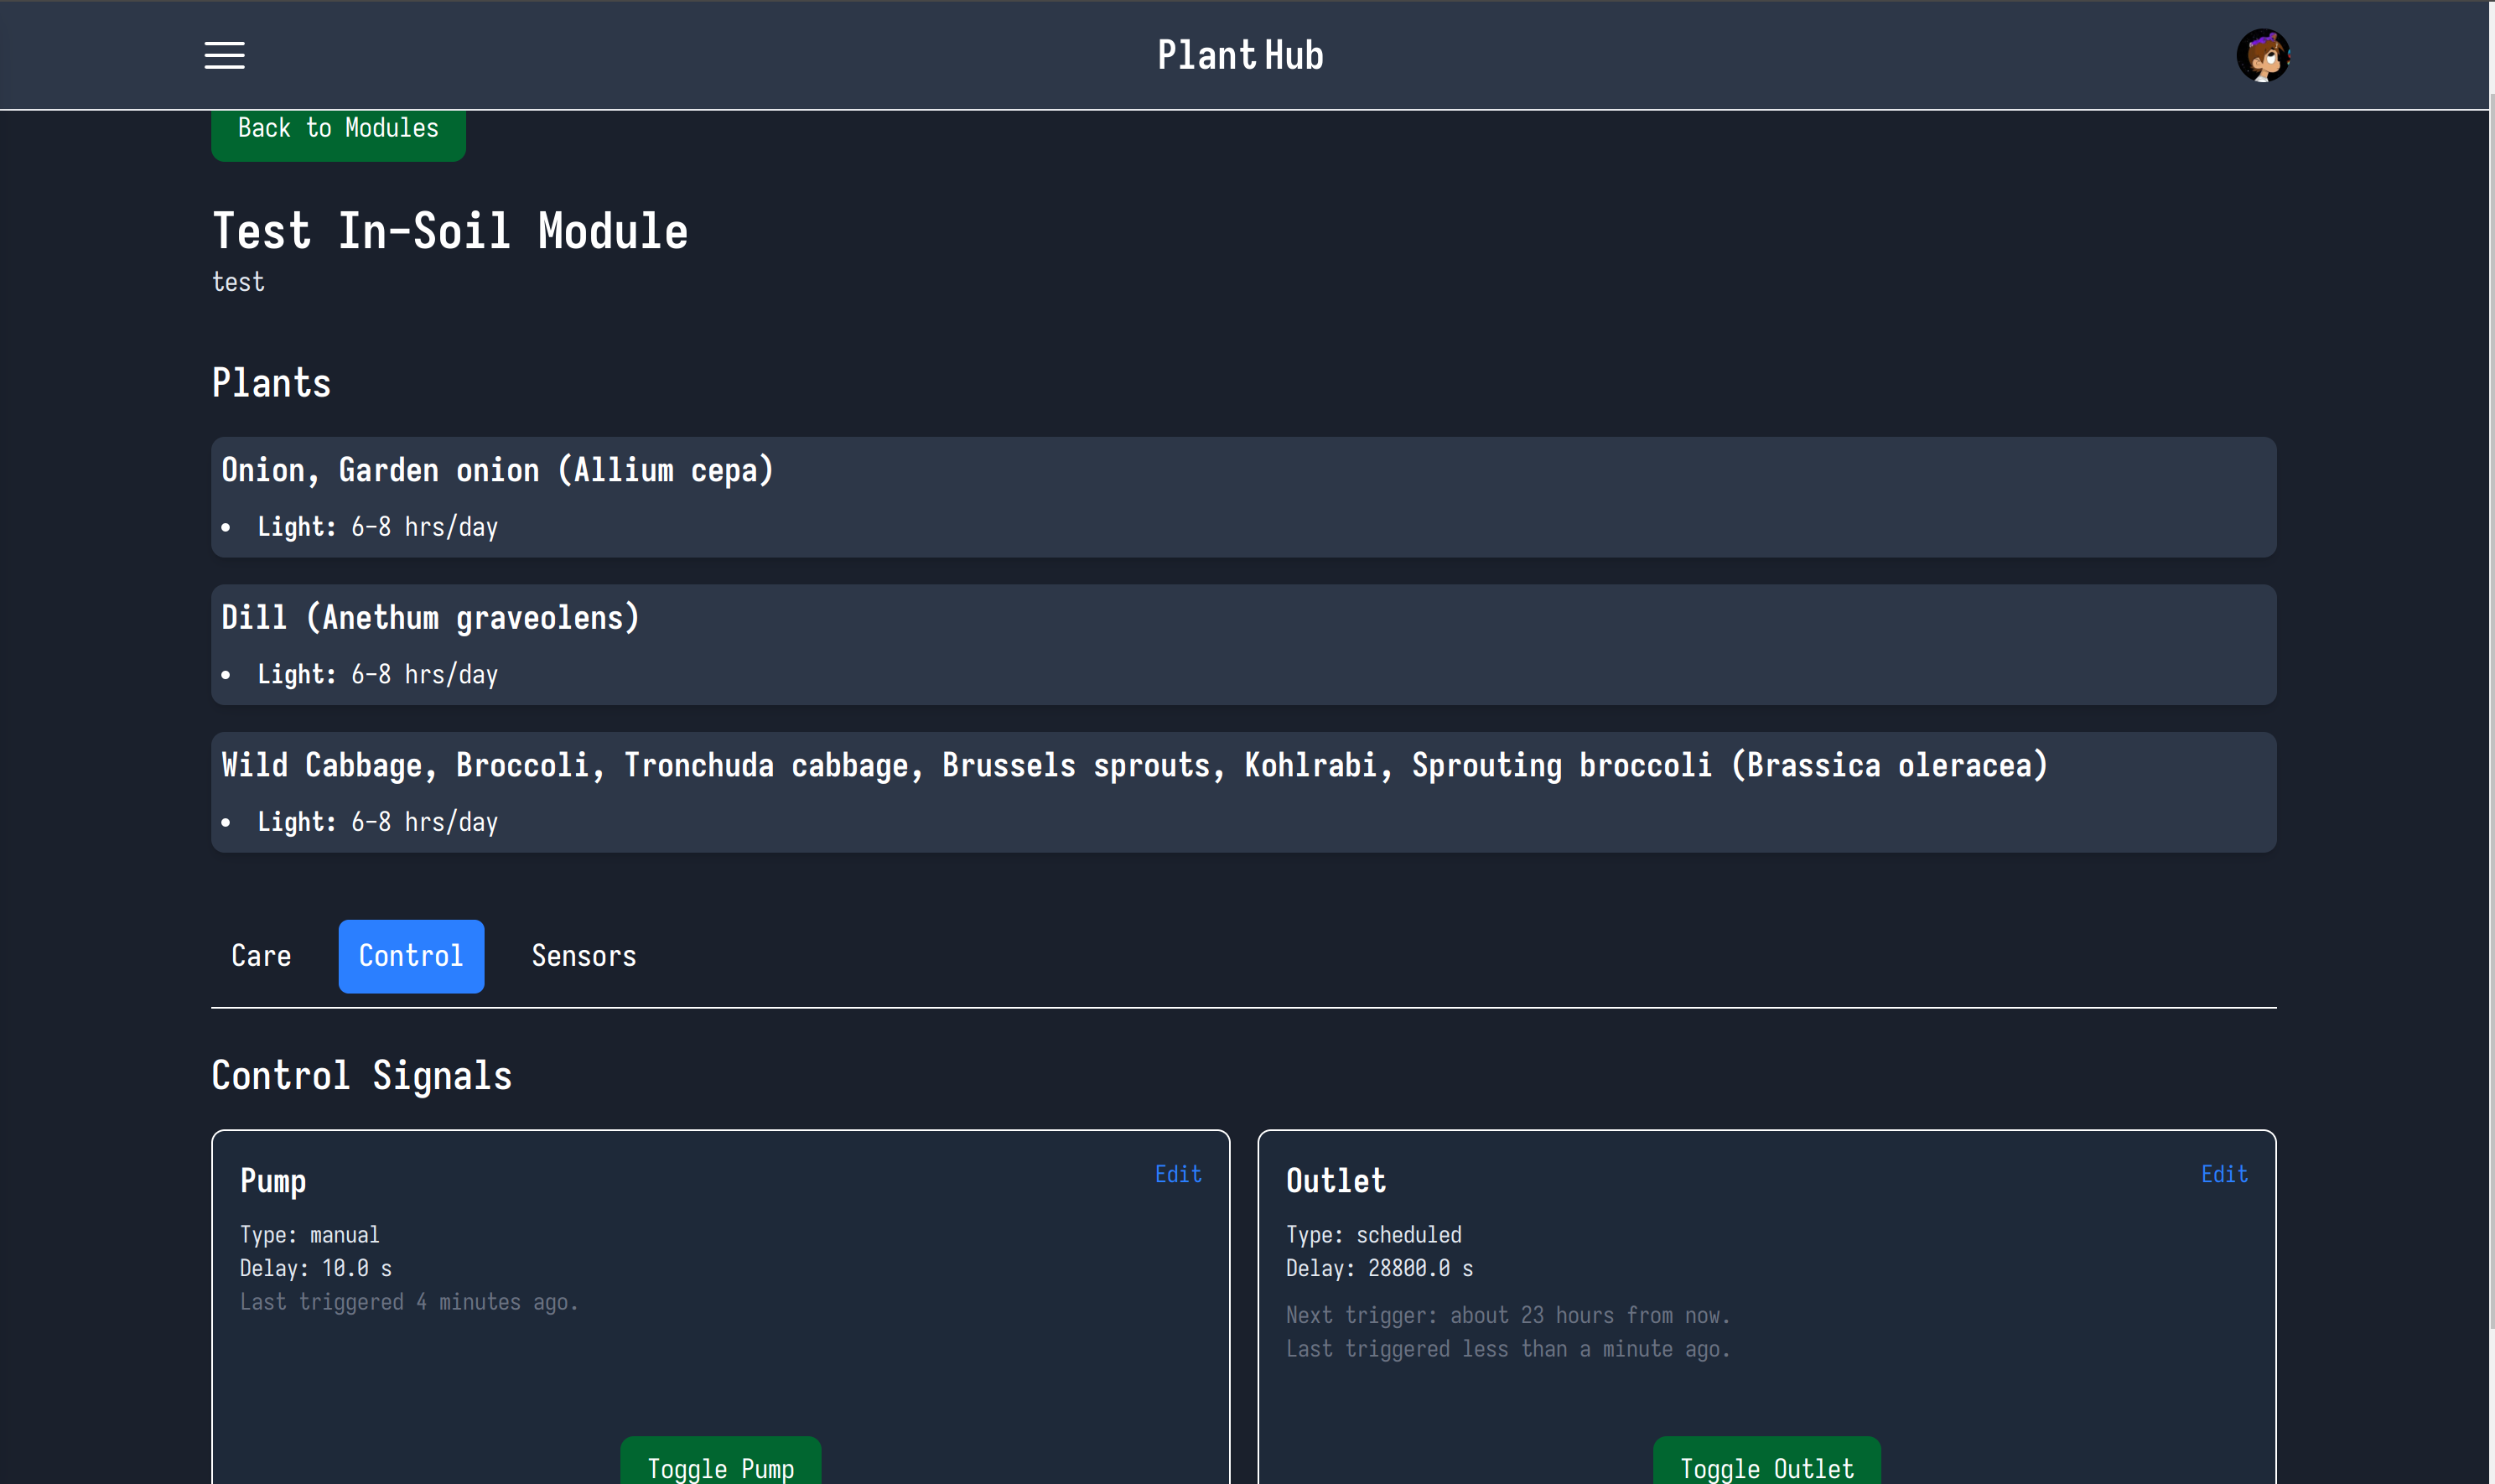 Plant Hub
Back to Modules
Test In-Soil Module
test
Plants
Onion, Garden onion (Allium cepa)
• Light: 6-8 hrs/day
Dill (Anethum graveolens)
• Light: 6-8 hrs/day
Wild Cabbage, Broccoli, Tronchuda cabbage, Brussels sprouts, Kohlrabi, Sprouting broccoli (Brassica oleracea)
• Light: 6-8 hrs/day
Care Control Sensors
Control Signals
Pump Edit
Type: manual
Delay: 10.0 s
Last triggered 4 minutes ago.
Toggle Pump
Outlet Edit
Type: scheduled
Delay: 28800.0 s
Next trigger: about 23 hours from now.
Last triggered less than a minute ago.
Toggle Outlet